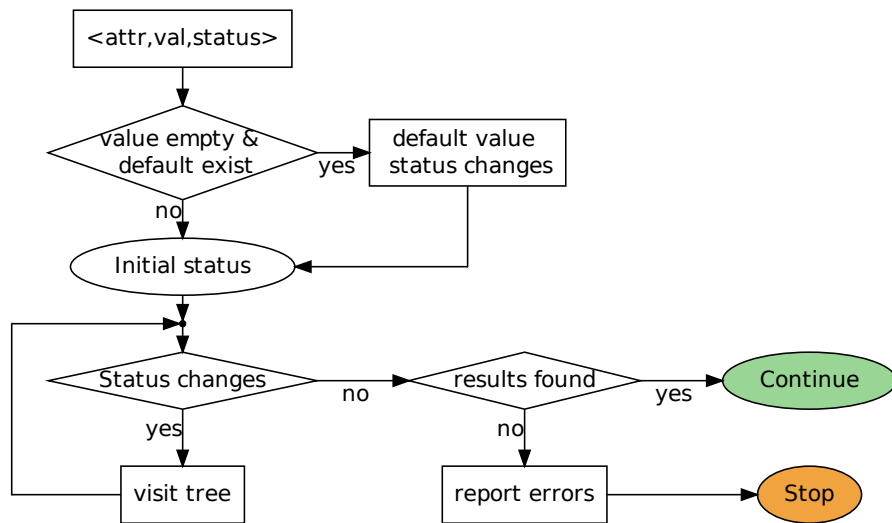 <attr,val,status>
value empty &
default exist
yes
default value
status changes
no
Initial status
Status changes
no
results found
yes
Continue
yes
no
visit tree
report errors
Stop